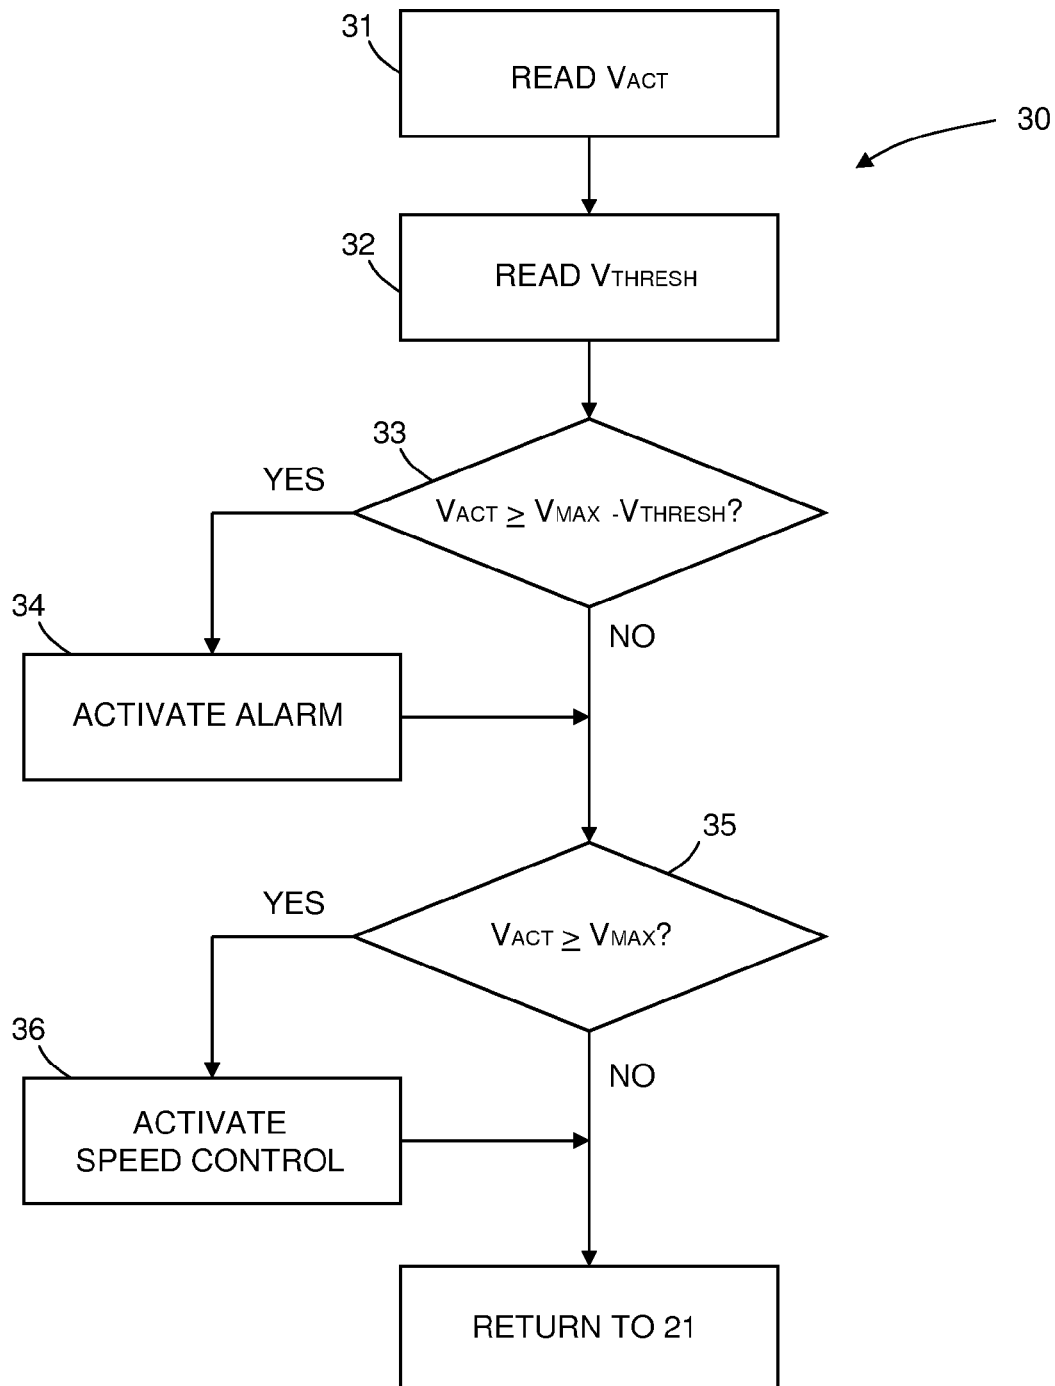 31
READ VACT
30
32
READ VTHRESH
33
YES
VACT ≥ VMAX -VTHRESH?
34
NO
ACTIVATE ALARM
35
YES
VACT ≥ VMAX?
36
NO
ACTIVATE
SPEED CONTROL
RETURN TO 21